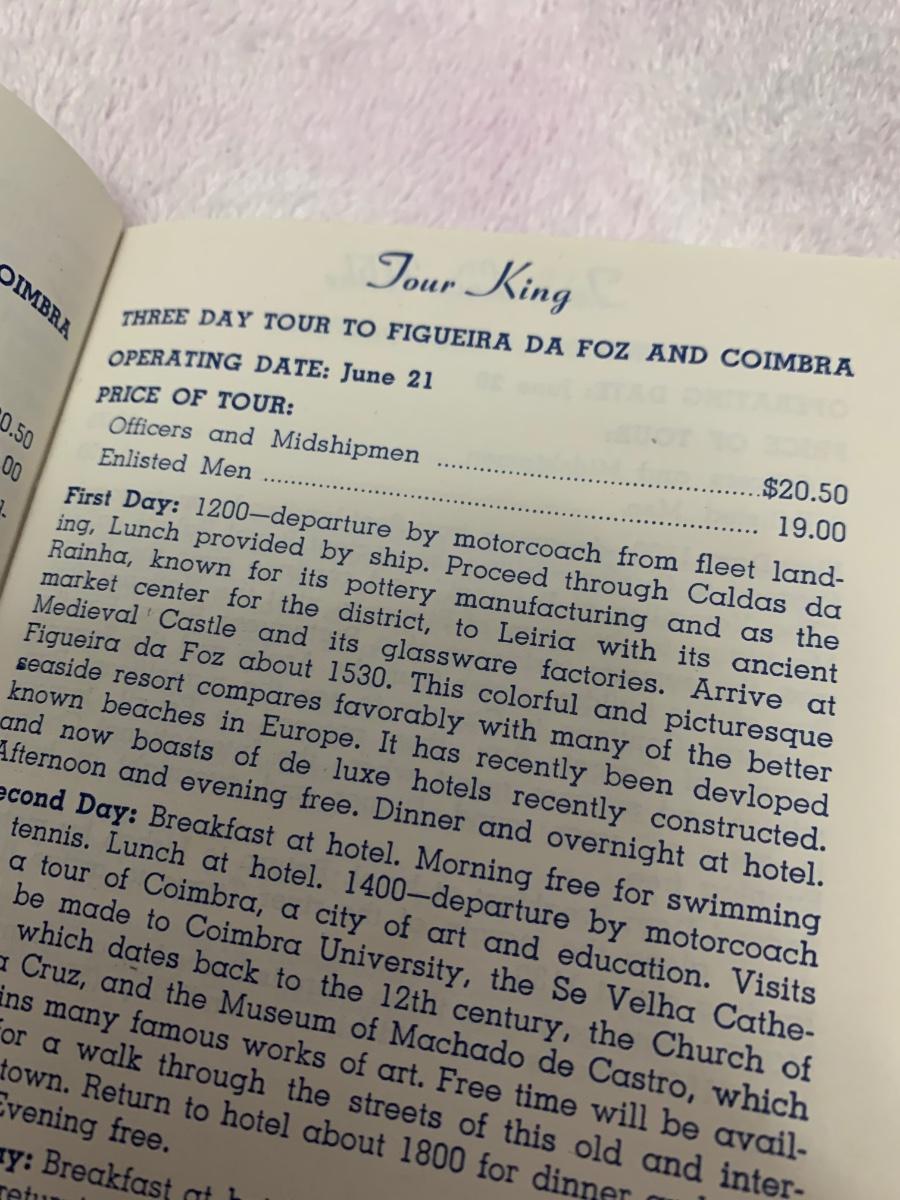 OIMBRA
0.50
.00
Tour King
THREE DAY TOUR TO FIGUEIRA DA FOZ AND COIMBRA
OPERATING DATE: June 21
PRICE OF TOUR:
Officers and Midshipmen ........................................$20.50
Enlisted Men ............................................................ 19.00
First Day: 1200—departure by motorcoach from fleet land-
ing, Lunch provided by ship. Proceed through Caldas da
Rainha, known for its pottery manufacturing and as the
market center for the district, to Leiria with its ancient
Medieval Castle and its glassware factories. Arrive at
Figueira da Foz about 1530. This colorful and picturesque
seaside resort compares favorably with many of the better
known beaches in Europe. It has recently been devloped
and now boasts of de luxe hotels recently constructed.
Afternoon and evening free. Dinner and overnight at hotel.
econd Day: Breakfast at hotel. Morning free for swimming
tennis. Lunch at hotel. 1400—departure by motorcoach
a tour of Coimbra, a city of art and education. Visits
be made to Coimbra University, the Se Velha Cathe-
which dates back to the 12th century, the Church of
a Cruz, and the Museum of Machado de Castro, which
ins many famous works of art. Free time will be avail-
or a walk through the streets of this old and inter-
town. Return to hotel about 1800 for dinner
Evening free.
ay: Breakfast at